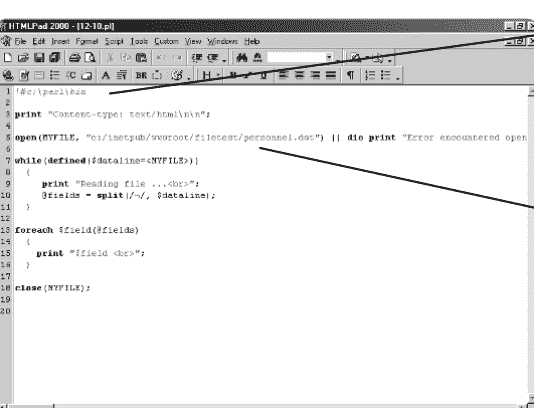 HTMLPad 2000 - [12-10.pl]
File Edit Insert Format Script Tools Custom View Windows Help
BR H B U ¶
1 !#c:\perl\bin
2
3 print "Content-type: text/html\n\n";
4
5 open(MYFILE, "c:/inetpub/wwwroot/filetest/personnel.dat") || die print "Error encountered open
6
7 while(defined($dataline=<MYFILE>))
8 {
9 print "Reading file ...<br>";
10 @fields = split(/~/, $dataline);
11 }
12
13 foreach $field(@fields)
14 {
15 print "$field <br>";
16 }
17
18 close(MYFILE);
19
20